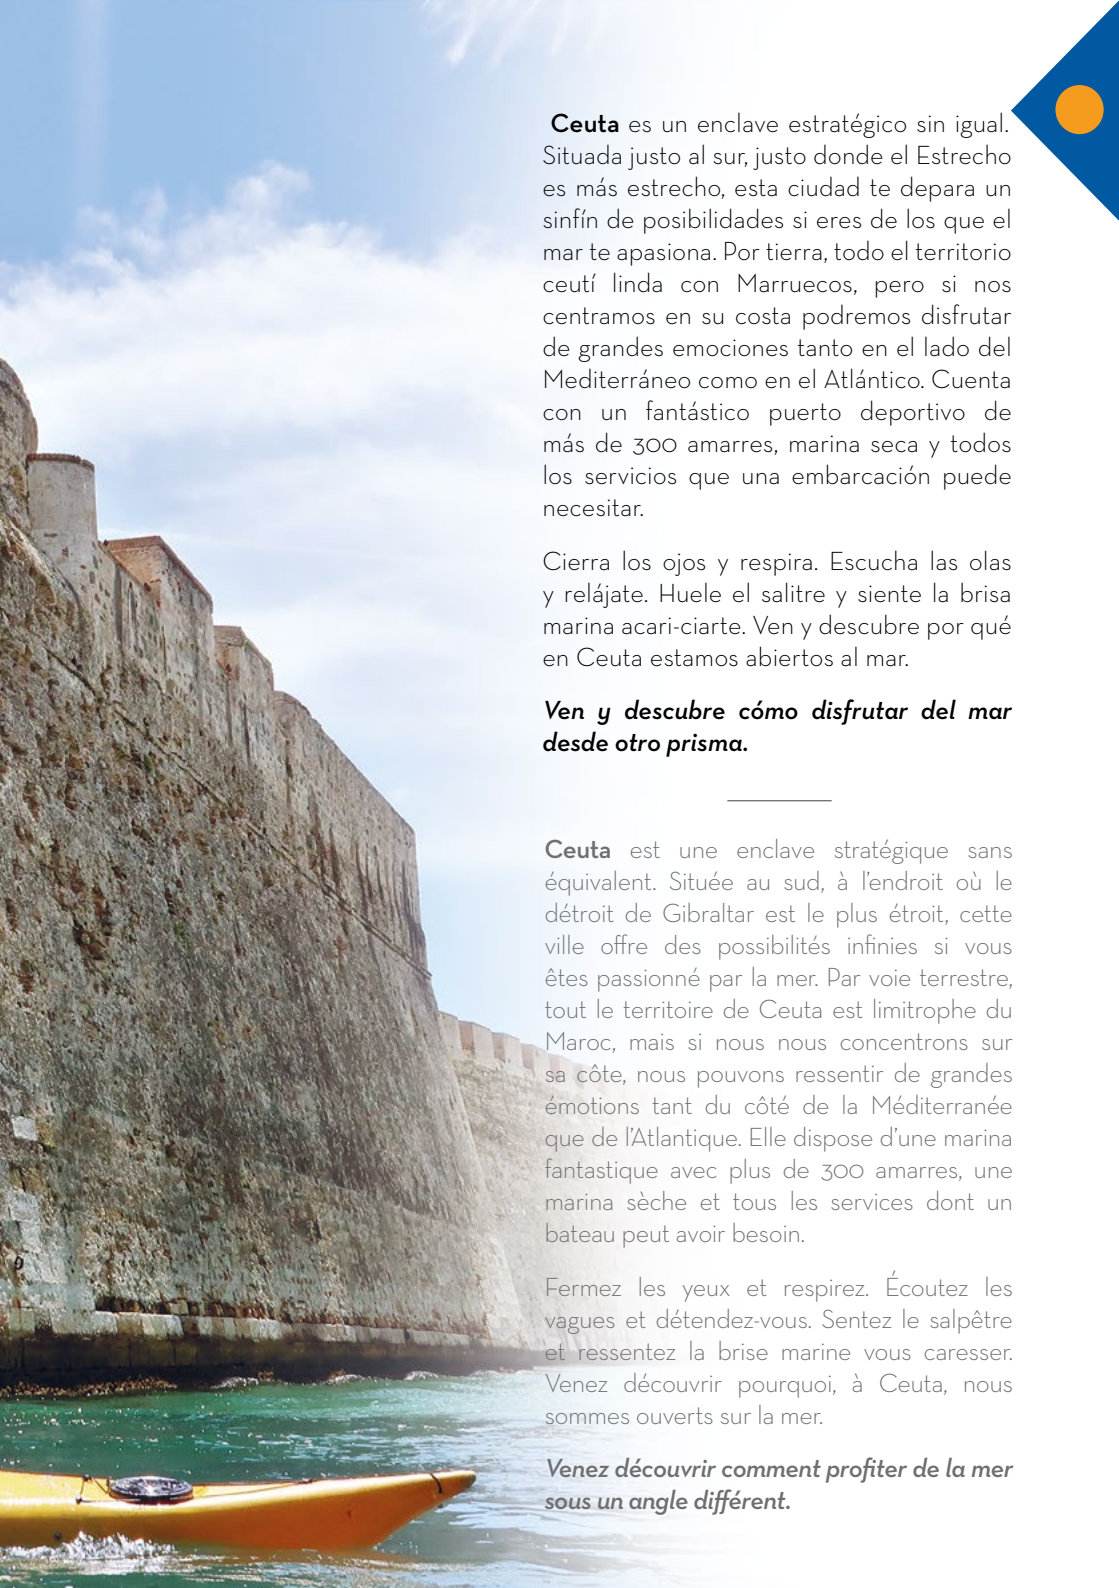 Ceuta es un enclave estratégico sin igual.
Situada justo al sur, justo donde el Estrecho
es más estrecho, esta ciudad te depara un
sinfín de posibilidades si eres de los que el
mar te apasiona. Por tierra, todo el territorio
ceutí linda con Marruecos, pero si nos
centramos en su costa podremos disfrutar
de grandes emociones tanto en el lado del
Mediterráneo como en el Atlántico. Cuenta
con un fantástico puerto deportivo de
más de 300 amarres, marina seca y todos
los servicios que una embarcación puede
necesitar.
Cierra los ojos y respira. Escucha las olas
y relájate. Huele el salitre y siente la brisa
marina acari-ciarte. Ven y descubre por qué
en Ceuta estamos abiertos al mar.
Ven y descubre cómo disfrutar del mar
desde otro prisma.
Ceuta est une enclave stratégique sans
équivalent. Située au sud, à l'endroit où le
détroit de Gibraltar est le plus étroit, cette
ville offre des possibilités infinies si vous
êtes passionné par la mer. Par voie terrestre,
tout le territoire de Ceuta est limitrophe du
Maroc, mais si nous nous concentrons sur
sa côte, nous pouvons ressentir de grandes
émotions tant du côté de la Méditerranée
que de l'Atlantique. Elle dispose d'une marina
fantastique avec plus de 300 amarres, une
marina sèche et tous les services dont un
bateau peut avoir besoin.
Fermez les yeux et respirez. Écoutez les
vagues et détendez-vous. Sentez le salpêtre
et ressentez la brise marine vous caresser.
Venez découvrir pourquoi, à Ceuta, nous
sommes ouverts sur la mer.
Venez découvrir comment profiter de la mer
sous un angle différent.